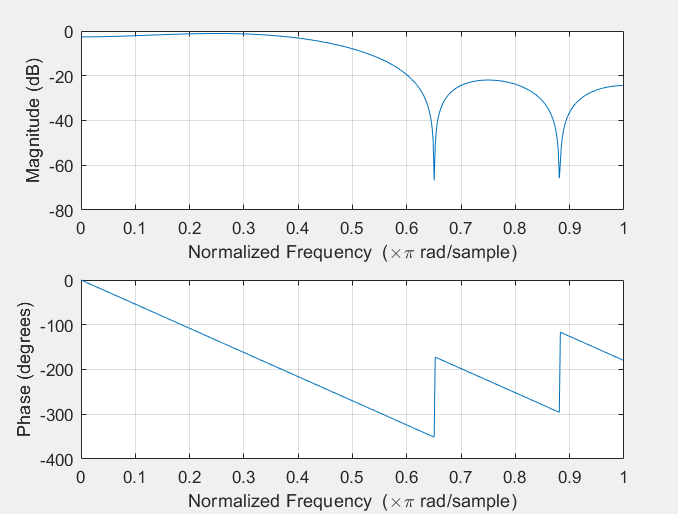 0
-20
-40
-60
-80
Magnitude (dB)
0 0.1 0.2 0.3 0.4 0.5 0.6 0.7 0.8 0.9 1
Normalized Frequency (×π rad/sample)
0
-100
-200
-300
-400
Phase (degrees)
0 0.1 0.2 0.3 0.4 0.5 0.6 0.7 0.8 0.9 1
Normalized Frequency (×π rad/sample)